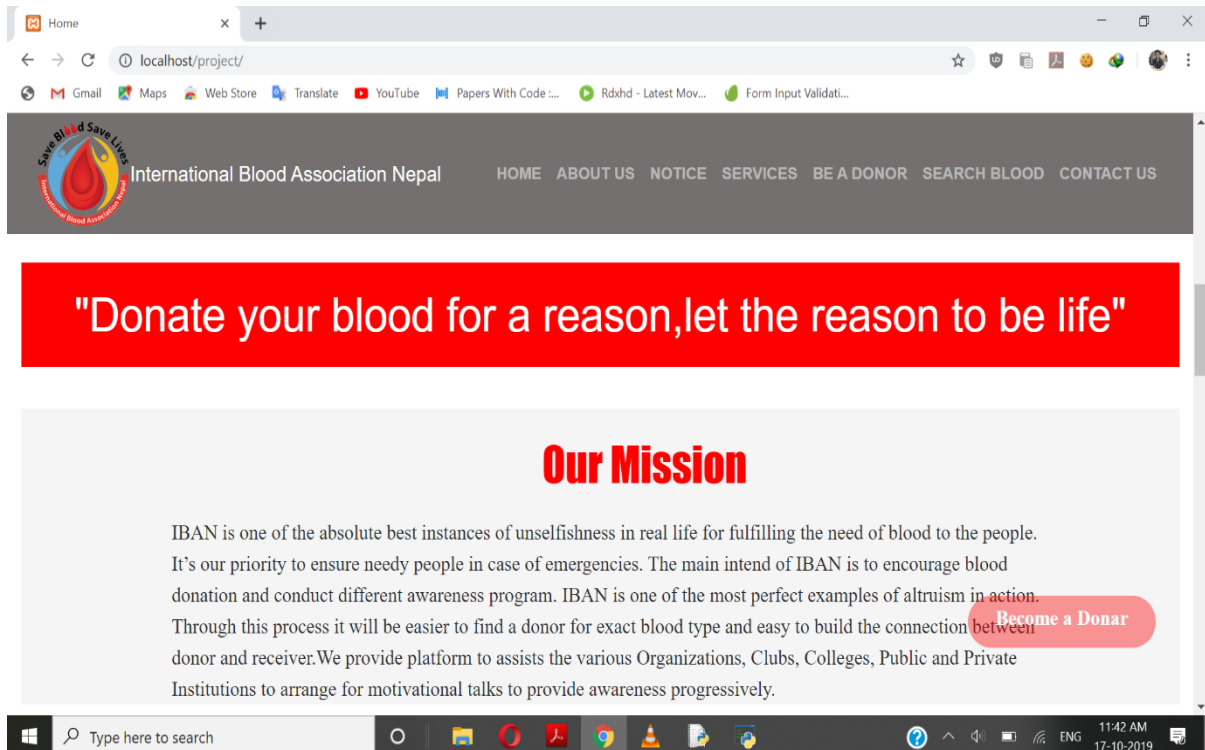 Home
localhost/project/
Gmail Maps Web Store Translate YouTube Papers With Code :... Rdxhd - Latest Mov... Form Input Validati...
Save Blood Save Lives
International Blood Association Nepal
International Blood Association Nepal
HOME ABOUT US NOTICE SERVICES BE A DONOR SEARCH BLOOD CONTACT US
"Donate your blood for a reason,let the reason to be life"
Our Mission
IBAN is one of the absolute best instances of unselfishness in real life for fulfilling the need of blood to the people.
It’s our priority to ensure needy people in case of emergencies. The main intend of IBAN is to encourage blood
donation and conduct different awareness program. IBAN is one of the most perfect examples of altruism in action.
Through this process it will be easier to find a donor for exact blood type and easy to build the connection between
donor and receiver.We provide platform to assists the various Organizations, Clubs, Colleges, Public and Private
Institutions to arrange for motivational talks to provide awareness progressively.
Become a Donar
Type here to search
ENG
11:42 AM
17-10-2019